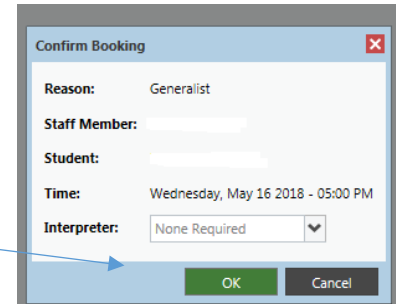 Confirm Booking
Reason: Generalist
Staff Member:
Student:
Time: Wednesday, May 16 2018 - 05:00 PM
Interpreter: None Required
OK Cancel